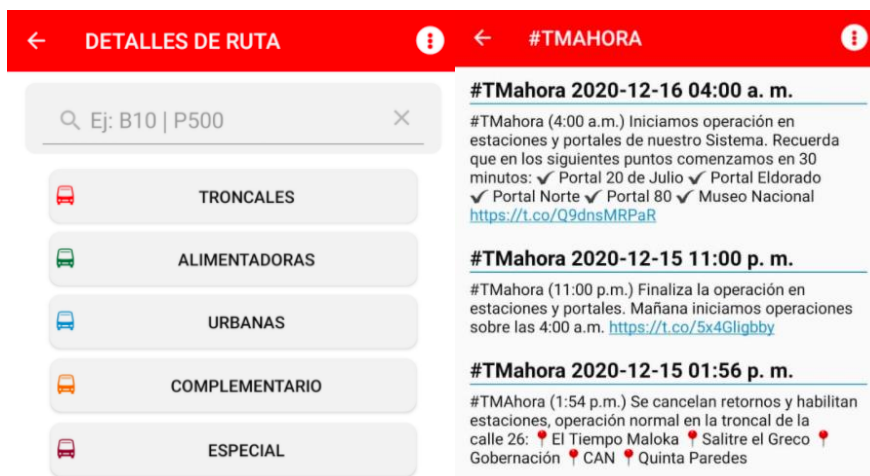 DETALLES DE RUTA
Ej: B10 | P500
TRONCALES
ALIMENTADORAS
URBANAS
COMPLEMENTARIO
ESPECIAL
#TMAHORA
#TMahora 2020-12-16 04:00 a. m.
#TMahora (4:00 a.m.) Iniciamos operación en
estaciones y portales de nuestro Sistema. Recuerda
que en los siguientes puntos comenzamos en 30
minutos: ✔ Portal 20 de Julio ✔ Portal Eldorado
✔ Portal Norte ✔ Portal 80 ✔ Museo Nacional
https://t.co/Q9dnsMRPaR
#TMahora 2020-12-15 11:00 p. m.
#TMahora (11:00 p.m.) Finaliza la operación en
estaciones y portales. Mañana iniciamos operaciones
sobre las 4:00 a.m. https://t.co/5x4Gligbby
#TMahora 2020-12-15 01:56 p. m.
#TMAhora (1:54 p.m.) Se cancelan retornos y habilitan
estaciones, operación normal en la troncal de la
calle 26: 📍El Tiempo Maloka 📍Salitre el Greco 📍
Gobernación 📍CAN 📍Quinta Paredes